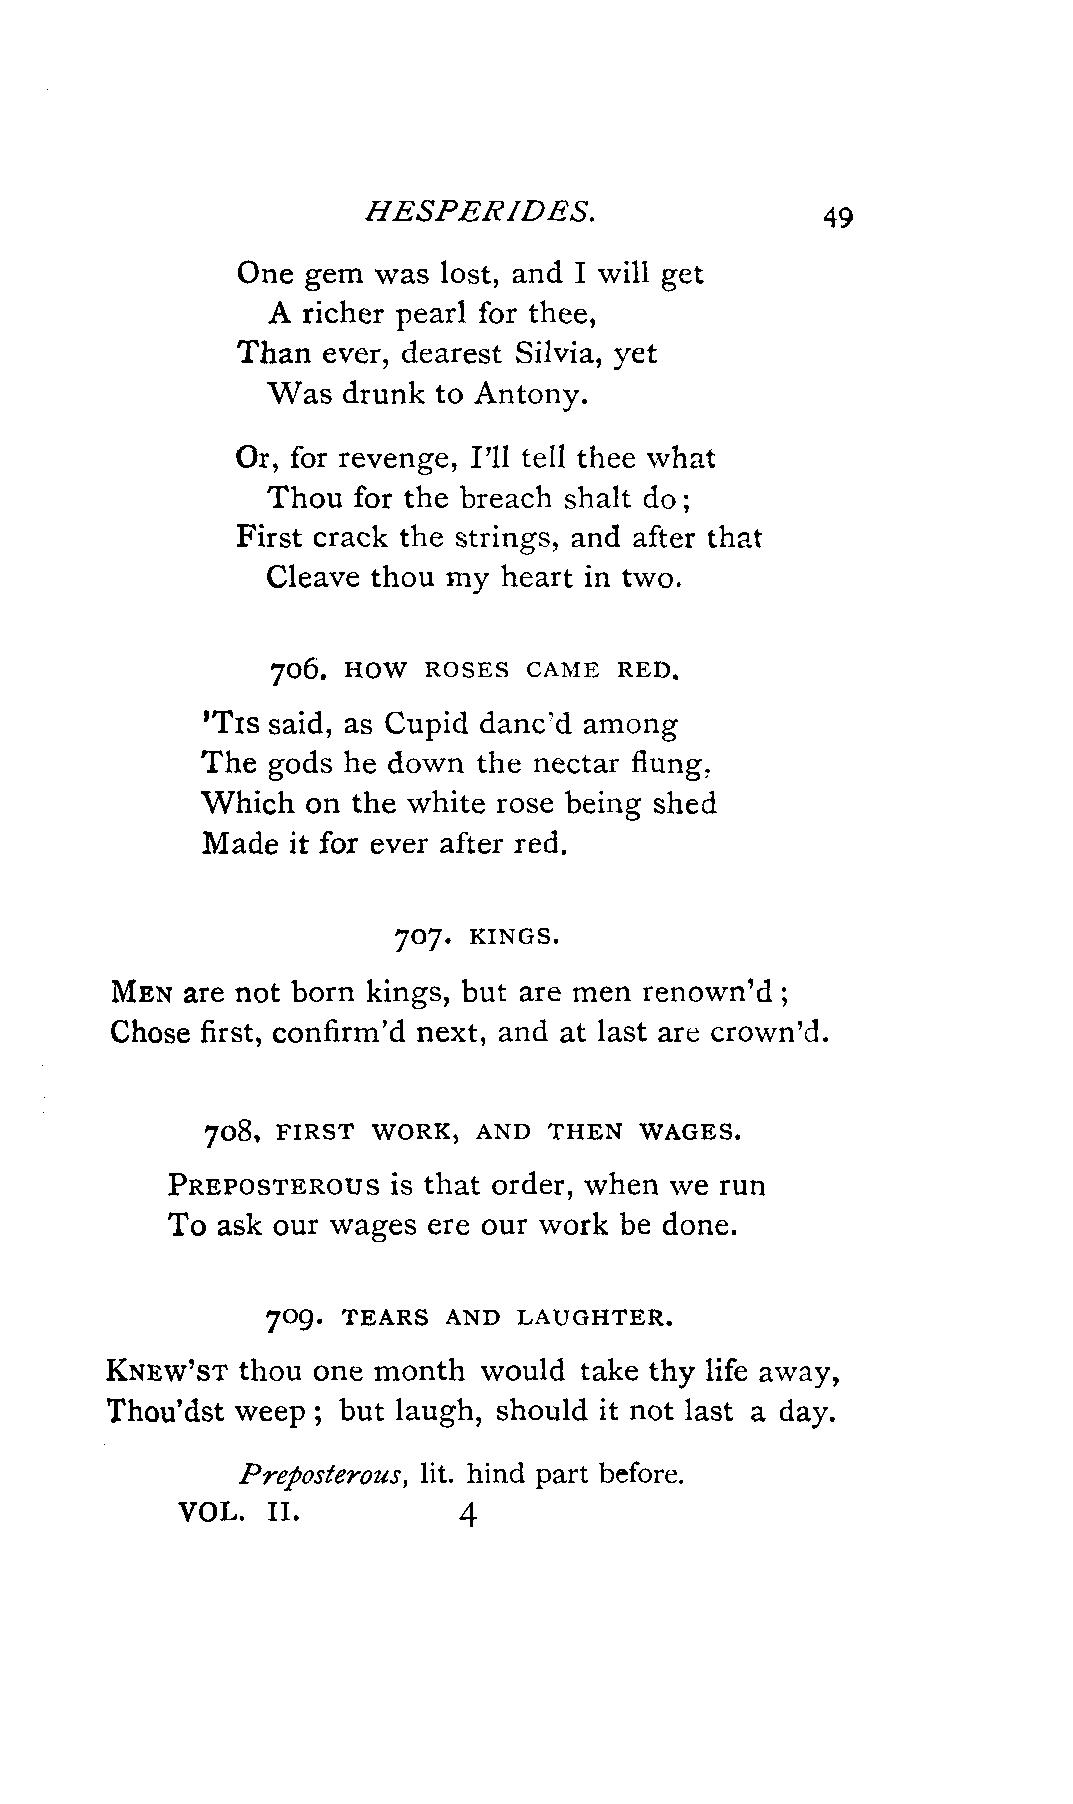 HESPERIDES. 49
One gem was lost, and I will get
A richer pearl for thee,
Than ever, dearest Silvia, yet
Was drunk to Antony.
Or, for revenge, I'll tell thee what
Thou for the breach shalt do;
First crack the strings, and after that
Cleave thou my heart in two.
706. HOW ROSES CAME RED.
'TIS said, as Cupid danc'd among
The gods he down the nectar flung,
Which on the white rose being shed
Made it for ever after red.
707. KINGS.
MEN are not born kings, but are men renown'd;
Chose first, confirm'd next, and at last are crown'd.
708. FIRST WORK, AND THEN WAGES.
PREPOSTEROUS is that order, when we run
To ask our wages ere our work be done.
709. TEARS AND LAUGHTER.
KNEW'ST thou one month would take thy life away,
Thou'dst weep; but laugh, should it not last a day.
Preposterous, lit. hind part before.
VOL. II. 4